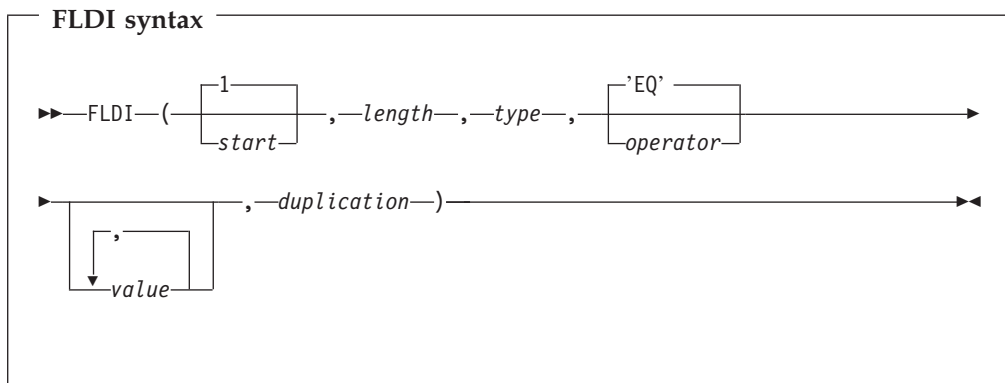 FLDI syntax
1 'EQ'
FLDI ( start , length , type , operator
, duplication )
,
value